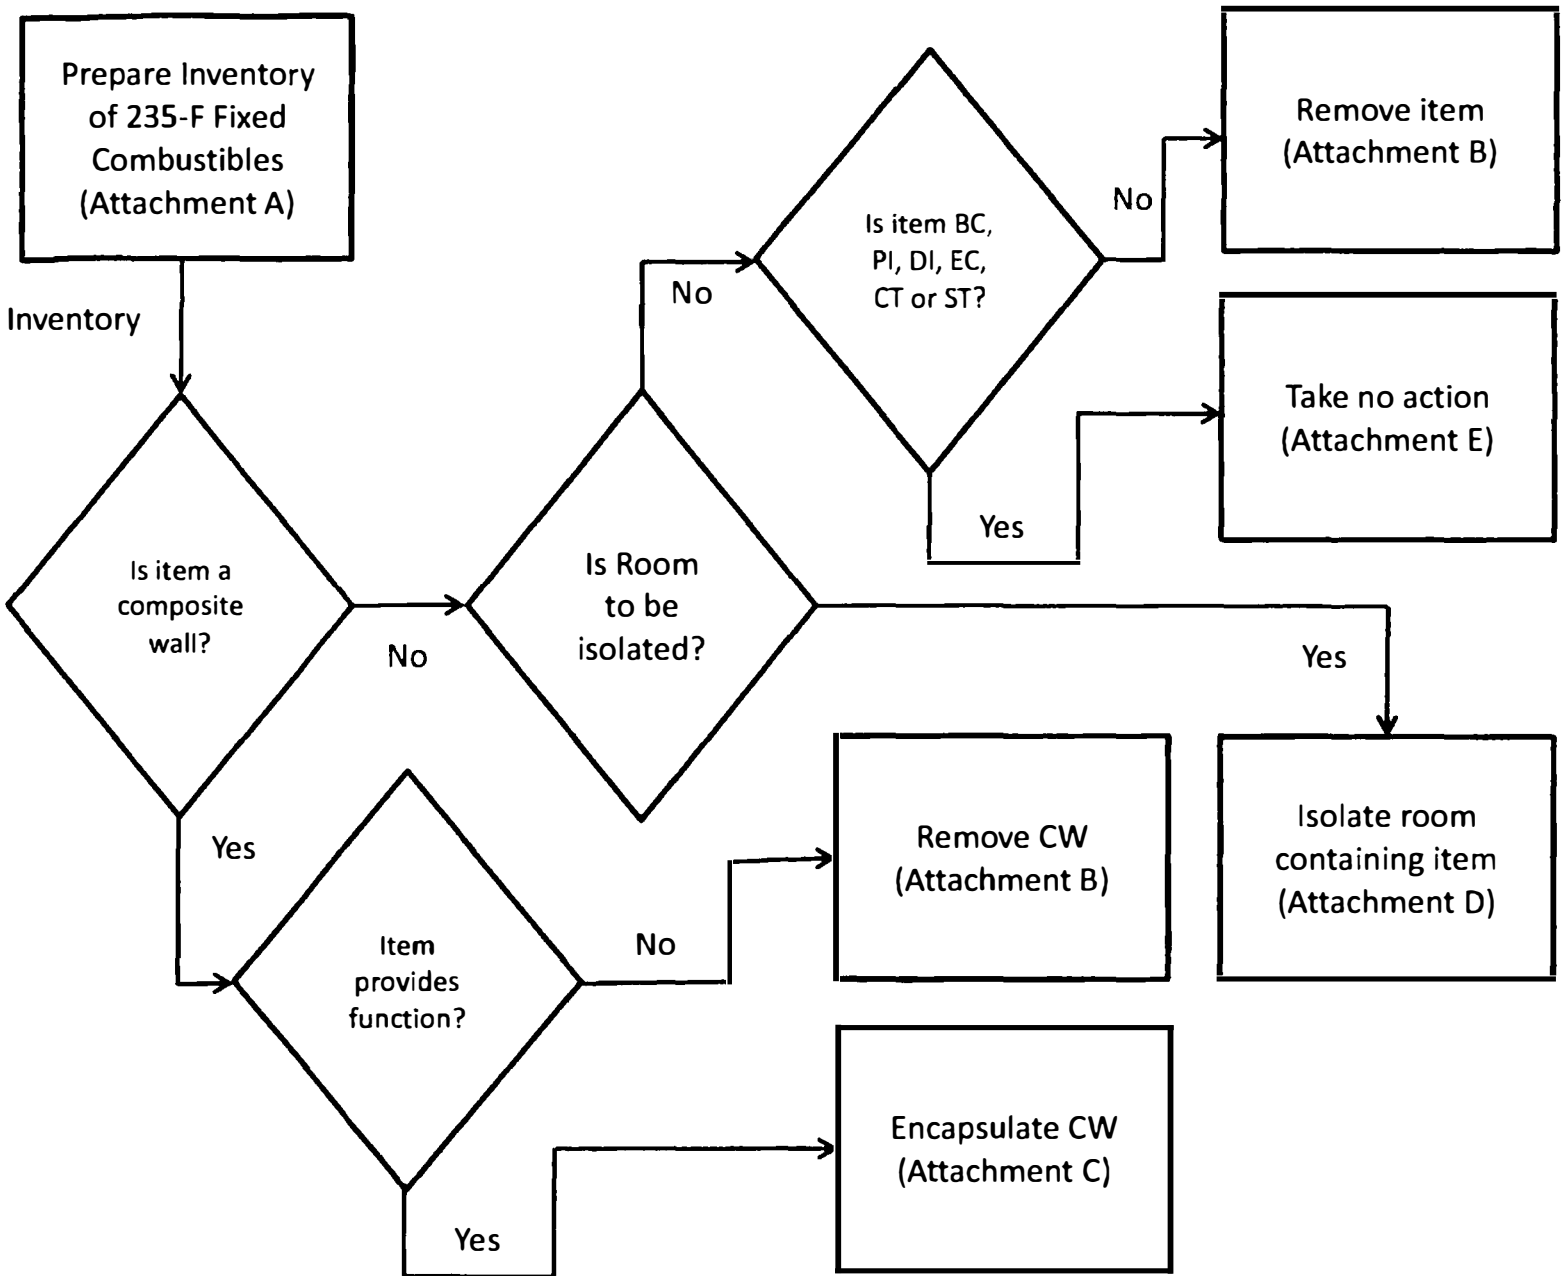 Prepare Inventory
of 235-F Fixed
Combustibles
(Attachment A)
Inventory
Is item a
composite
wall?
No
Yes
Is Room
to be
isolated?
No
Yes
Is item BC,
PI, DI, EC,
CT or ST?
No
Yes
Remove item
(Attachment B)
Take no action
(Attachment E)
Isolate room
containing item
(Attachment D)
Item
provides
function?
No
Yes
Remove CW
(Attachment B)
Encapsulate CW
(Attachment C)